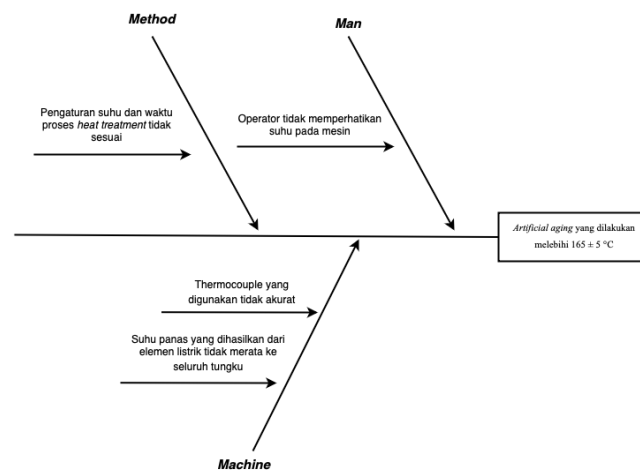 Method
Man
Pengaturan suhu dan waktu
proses heat treatment tidak
sesuai
Operator tidak memperhatikan
suhu pada mesin
Artificial aging yang dilakukan
melebihi 165 ± 5 °C
Thermocouple yang
digunakan tidak akurat
Suhu panas yang dihasilkan dari
elemen listrik tidak merata ke
seluruh tungku
Machine